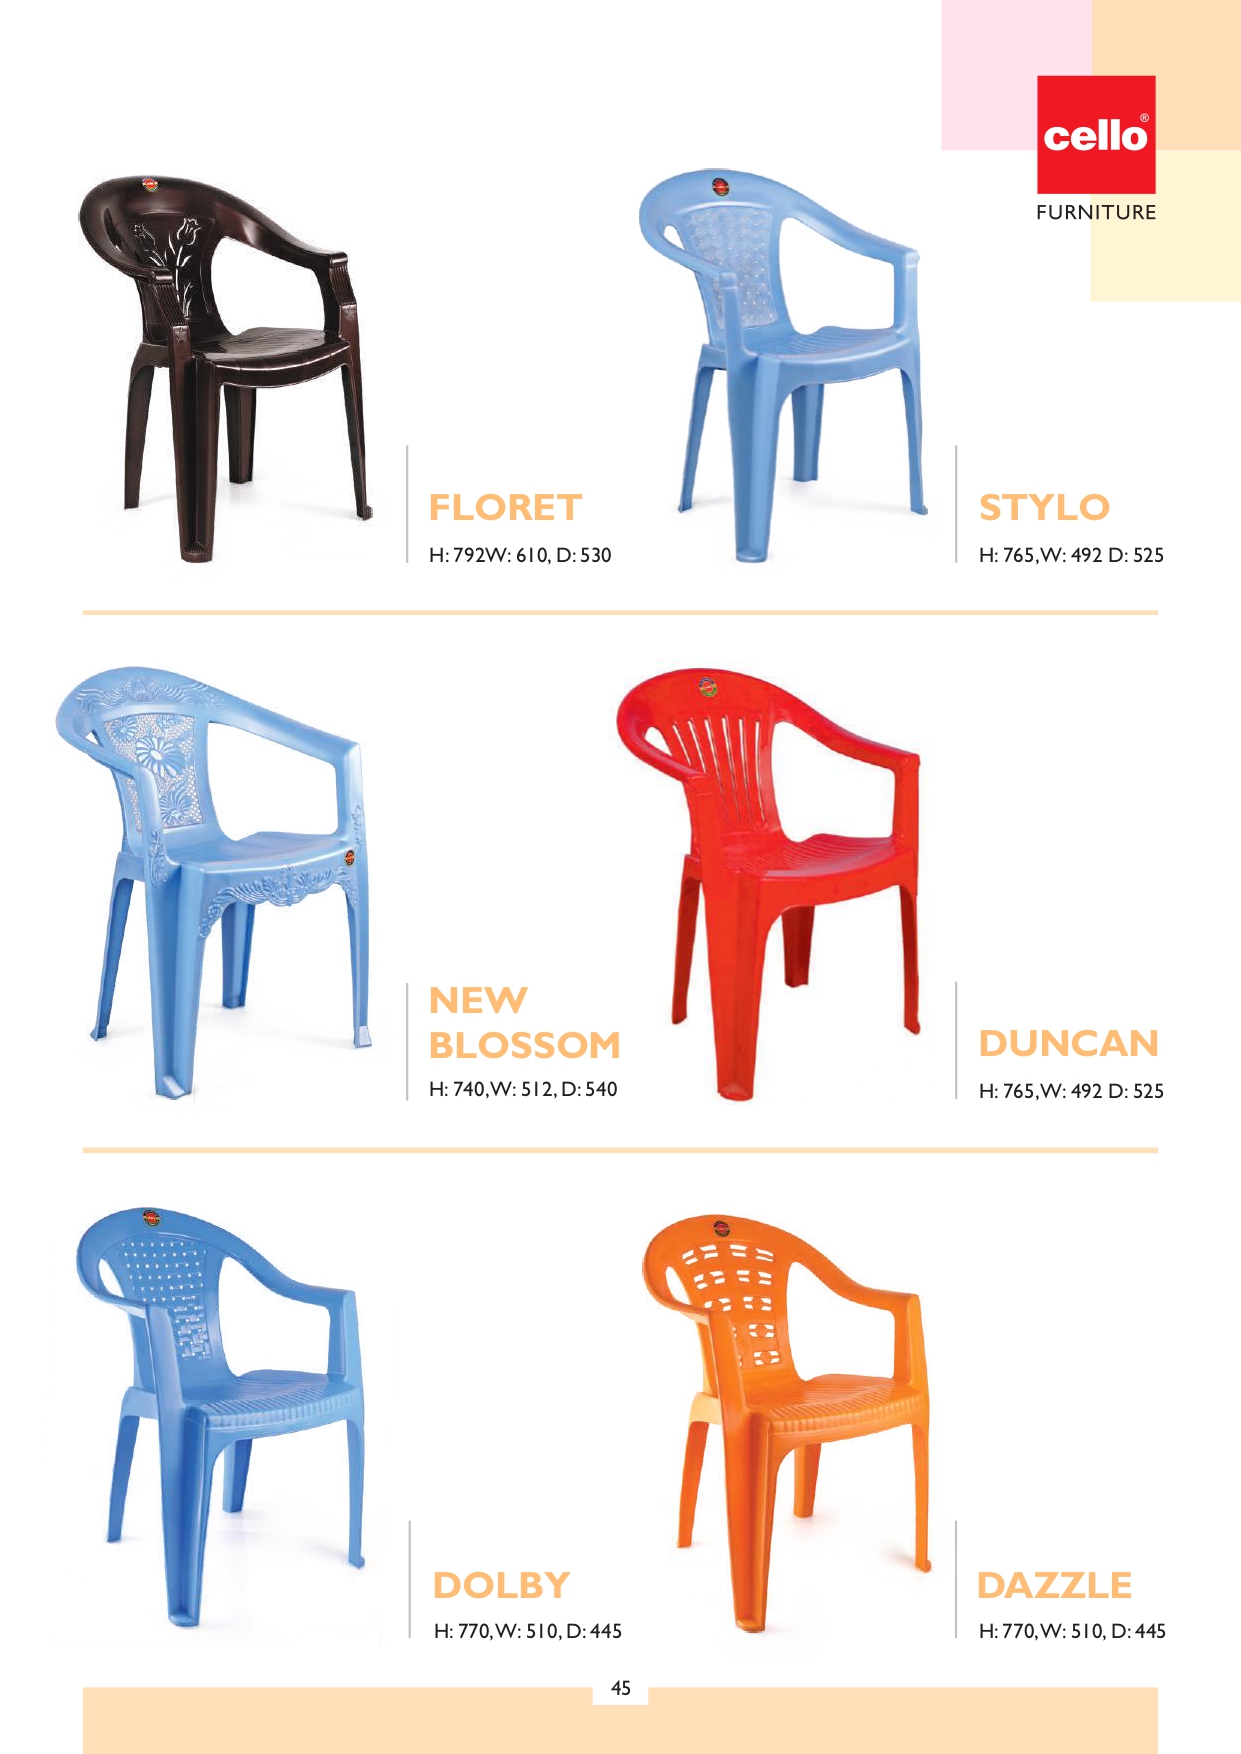 cello®
FURNITURE
FLORET
H: 792W: 610, D: 530
STYLO
H: 765,W: 492 D: 525
NEW
BLOSSOM
H: 740,W: 512, D: 540
DUNCAN
H: 765,W: 492 D: 525
DOLBY
H: 770,W: 510, D: 445
DAZZLE
H: 770,W: 510, D: 445
45